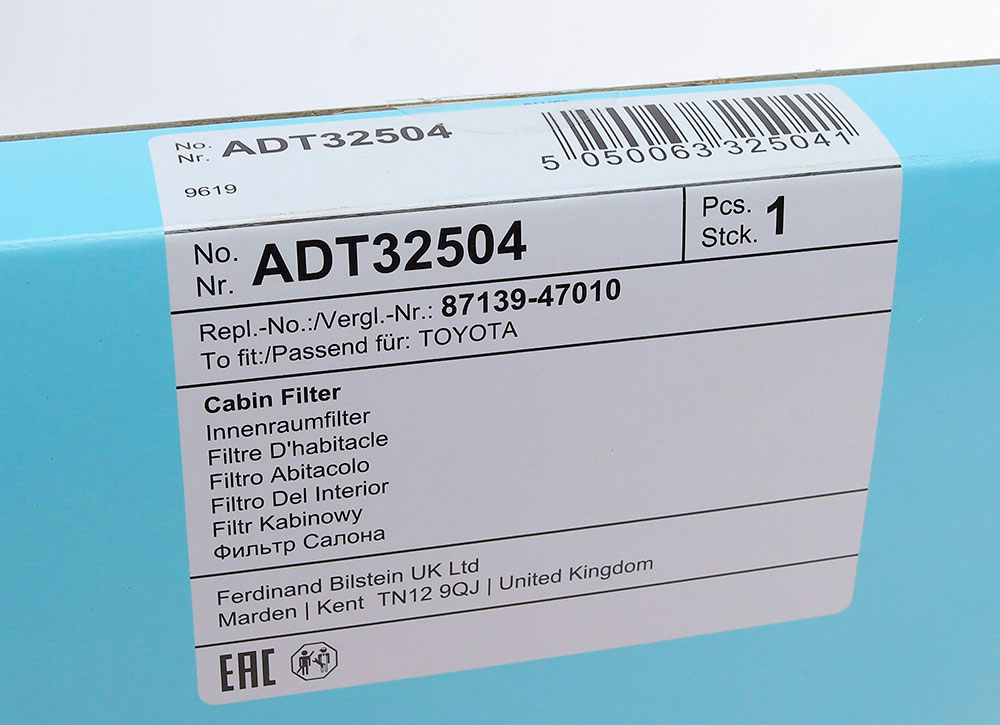 No.
Nr. ADT32504
9619
5 050063 325041
No.
Nr. ADT32504
Pcs.
Stck. 1
Repl.-No.:/Vergl.-Nr.: 87139-47010
To fit:/Passend für: TOYOTA
Cabin Filter
Innenraumfilter
Filtre D'habitacle
Filtro Abitacolo
Filtro Del Interior
Filtr Kabinowy
Фильтр Салона
Ferdinand Bilstein UK Ltd
Marden | Kent TN12 9QJ | United Kingdom
EAC